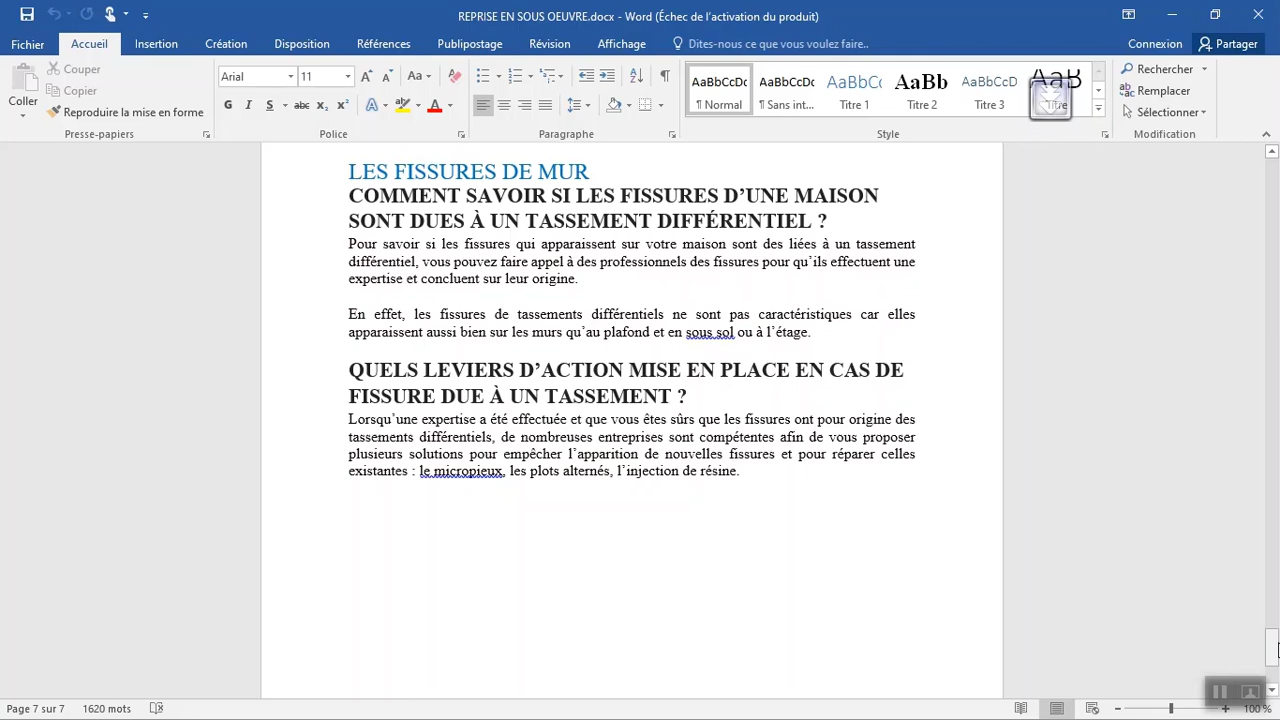 REPRISE EN SOUS OEUVRE.docx - Word (Échec de l'activation du produit)
Fichier Accueil Insertion Création Disposition Références Publipostage Révision Affichage Dites-nous ce que vous voulez faire.. Connexion Partager
Coller
Couper
Copier
Reproduire la mise en forme
Presse-papiers
Arial 11
Aa
G I S abc x₂ x²
A A
Police
Paragraphe
AaBbCcDc AaBbCcDc AaBbC AaBb AaBbCcD AaB
¶ Normal ¶ Sans int... Titre 1 Titre 2 Titre 3 Titre
Style
Rechercher
Remplacer
Sélectionner
Modification
LES FISSURES DE MUR
COMMENT SAVOIR SI LES FISSURES D’UNE MAISON
SONT DUES À UN TASSEMENT DIFFÉRENTIEL ?
Pour savoir si les fissures qui apparaissent sur votre maison sont des liées à un tassement
différentiel, vous pouvez faire appel à des professionnels des fissures pour qu’ils effectuent une
expertise et concluent sur leur origine.
En effet, les fissures de tassements différentiels ne sont pas caractéristiques car elles
apparaissent aussi bien sur les murs qu’au plafond et en sous sol ou à l’étage.
QUELS LEVIERS D’ACTION MISE EN PLACE EN CAS DE
FISSURE DUE À UN TASSEMENT ?
Lorsqu’une expertise a été effectuée et que vous êtes sûrs que les fissures ont pour origine des
tassements différentiels, de nombreuses entreprises sont compétentes afin de vous proposer
plusieurs solutions pour empêcher l’apparition de nouvelles fissures et pour réparer celles
existantes : le micropieux, les plots alternés, l’injection de résine.
Page 7 sur 7 1620 mots 100 %